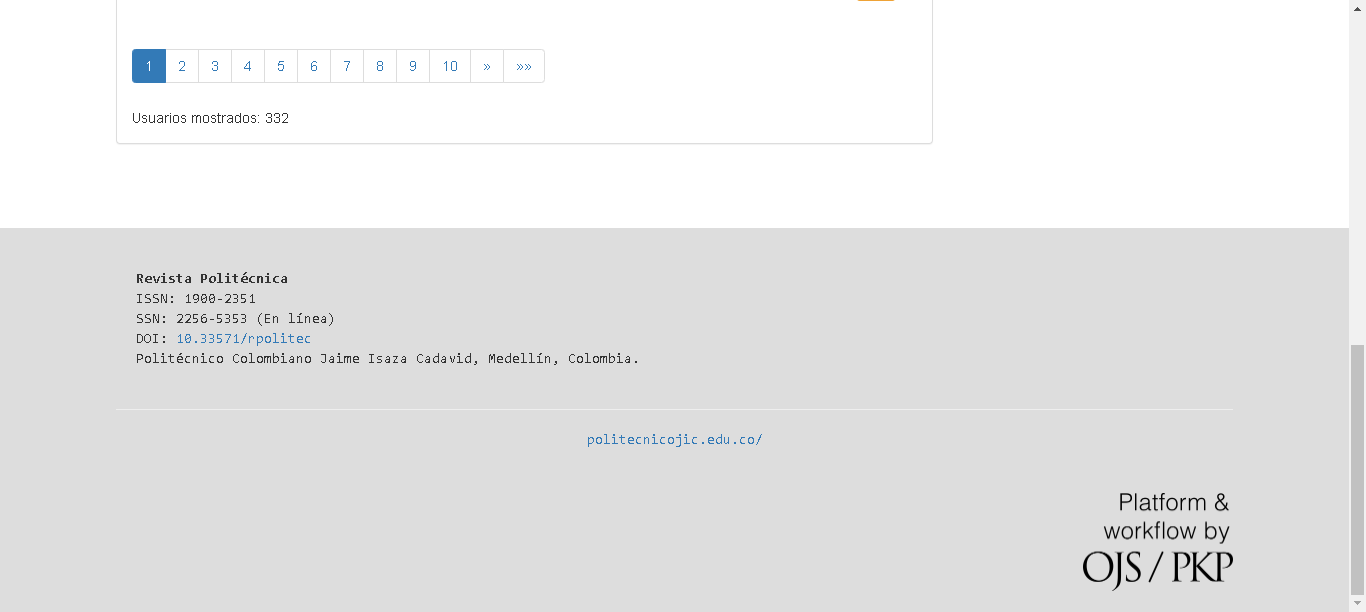 1 2 3 4 5 6 7 8 9 10 » »»
Usuarios mostrados: 332
Revista Politécnica
ISSN: 1900-2351
SSN: 2256-5353 (En línea)
DOI: 10.33571/rpolitec
Politécnico Colombiano Jaime Isaza Cadavid, Medellín, Colombia.
politecnicojic.edu.co/
Platform &
workflow by
OJS / PKP